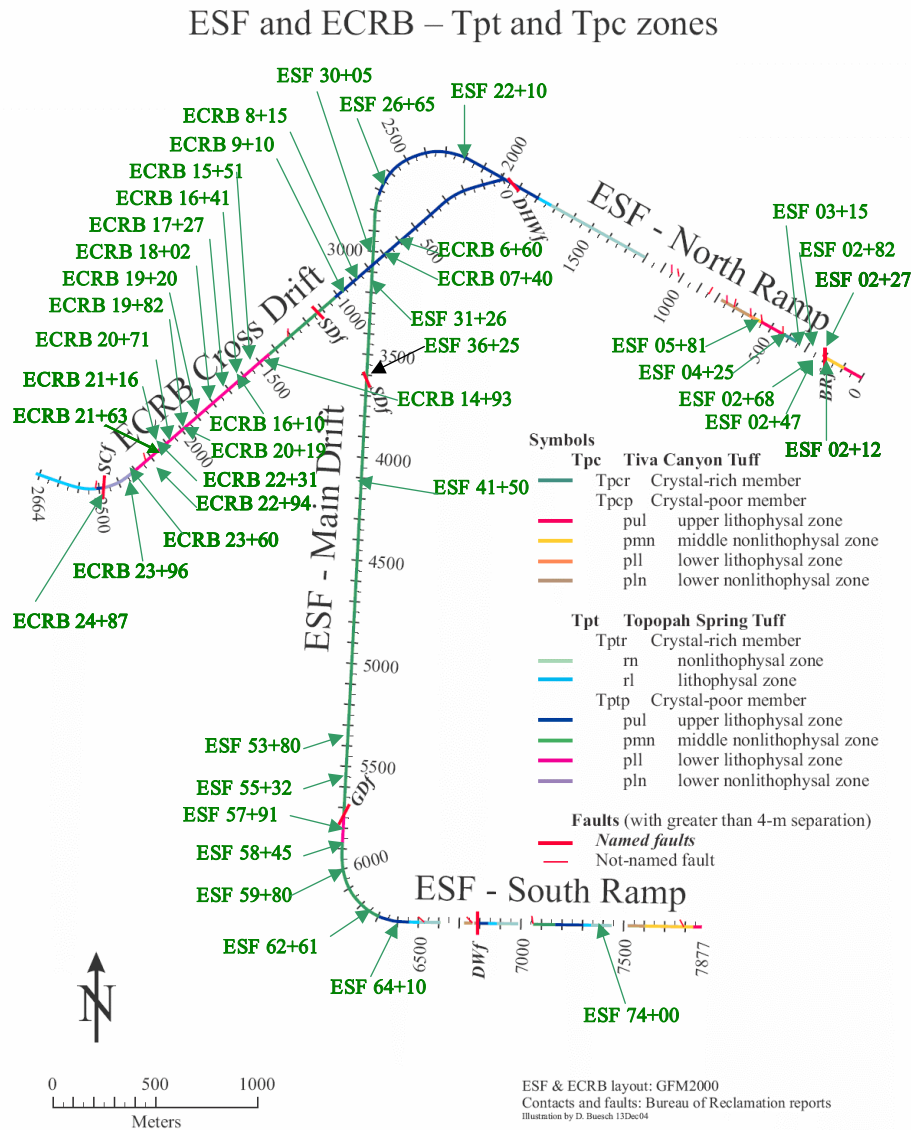 ESF and ECRB – Tpt and Tpc zones
ESF 30+05
ESF 26+65
ESF 22+10
ECRB 8+15
ECRB 9+10
ECRB 15+51
ECRB 16+41
ECRB 17+27
ECRB 18+02
ECRB 19+20
ECRB 19+82
ECRB 20+71
ECRB 21+16
ECRB 21+63
2500
2000
0
DHWf
ESF - North Ramp
1500
1000
500
0
ESF 03+15
ESF 02+82
ESF 02+27
ESF 05+81
ESF 04+25
ESF 02+68
ESF 02+47
ESF 02+12
BRf
3000
500
ECRB 6+60
ECRB 07+40
ECRB Cross Drift
1000
SDf
ESF 31+26
3500
ESF 36+25
SDf
1500
ECRB 14+93
ECRB 16+10
2000
ECRB 20+19
ECRB 22+31
ECRB 22+94
ECRB 23+60
ECRB 23+96
ECRB 24+87
SCf
2500
2664
ESF - Main Drift
4000
ESF 41+50
4500
5000
ESF 53+80
5500
ESF 55+32
GDf
ESF 57+91
ESF 58+45
6000
ESF 59+80
ESF 62+61
ESF 64+10
ESF - South Ramp
6500
DWf
7000
7500
7877
ESF 74+00
Symbols
Tpc Tiva Canyon Tuff
Tpcr Crystal-rich member
Tpcp Crystal-poor member
pul upper lithophysal zone
pmn middle nonlithophysal zone
pll lower lithophysal zone
pln lower nonlithophysal zone
Tpt Topopah Spring Tuff
Tptr Crystal-rich member
rn nonlithophysal zone
rl lithophysal zone
Tptp Crystal-poor member
pul upper lithophysal zone
pmn middle nonlithophysal zone
pll lower lithophysal zone
pln lower nonlithophysal zone
Faults (with greater than 4-m separation)
Named faults
Not-named fault
N
0 500 1000
Meters
ESF & ECRB layout: GFM2000
Contacts and faults: Bureau of Reclamation reports
Illustration by D. Buesch 13Dec04